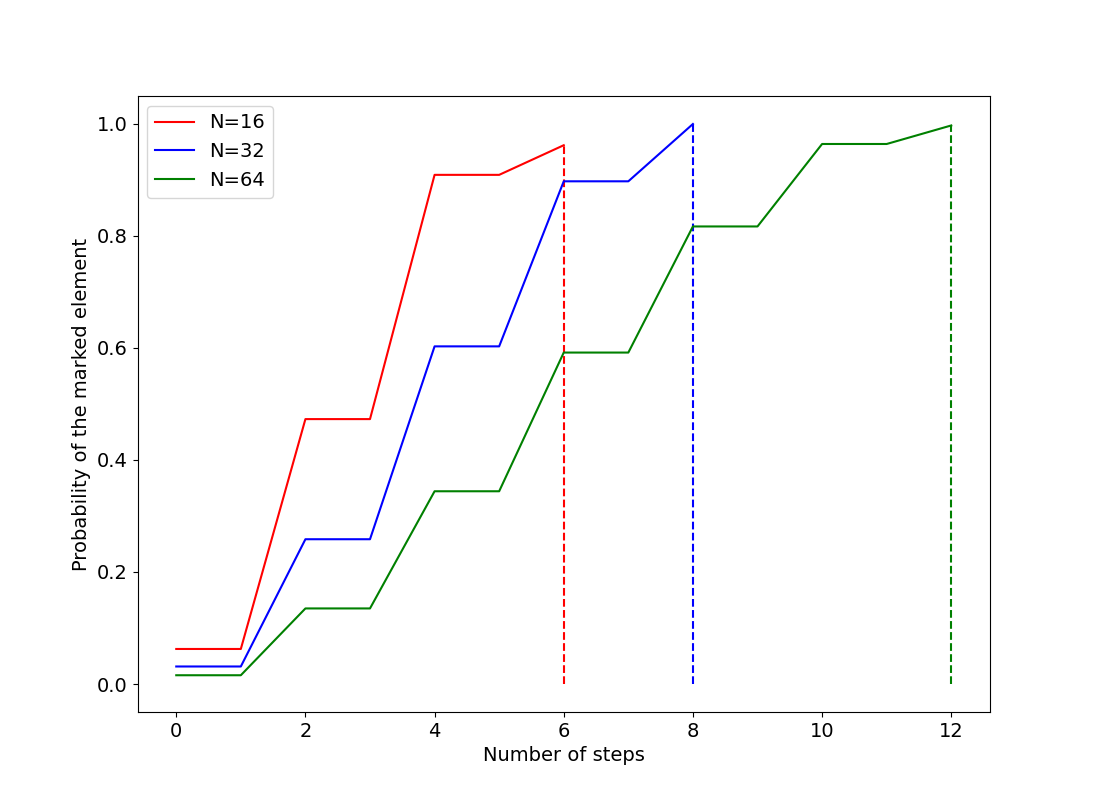 N=16
N=32
N=64
1.0
0.8
0.6
0.4
0.2
0.0
Probability of the marked element
0 2 4 6 8 10 12
Number of steps